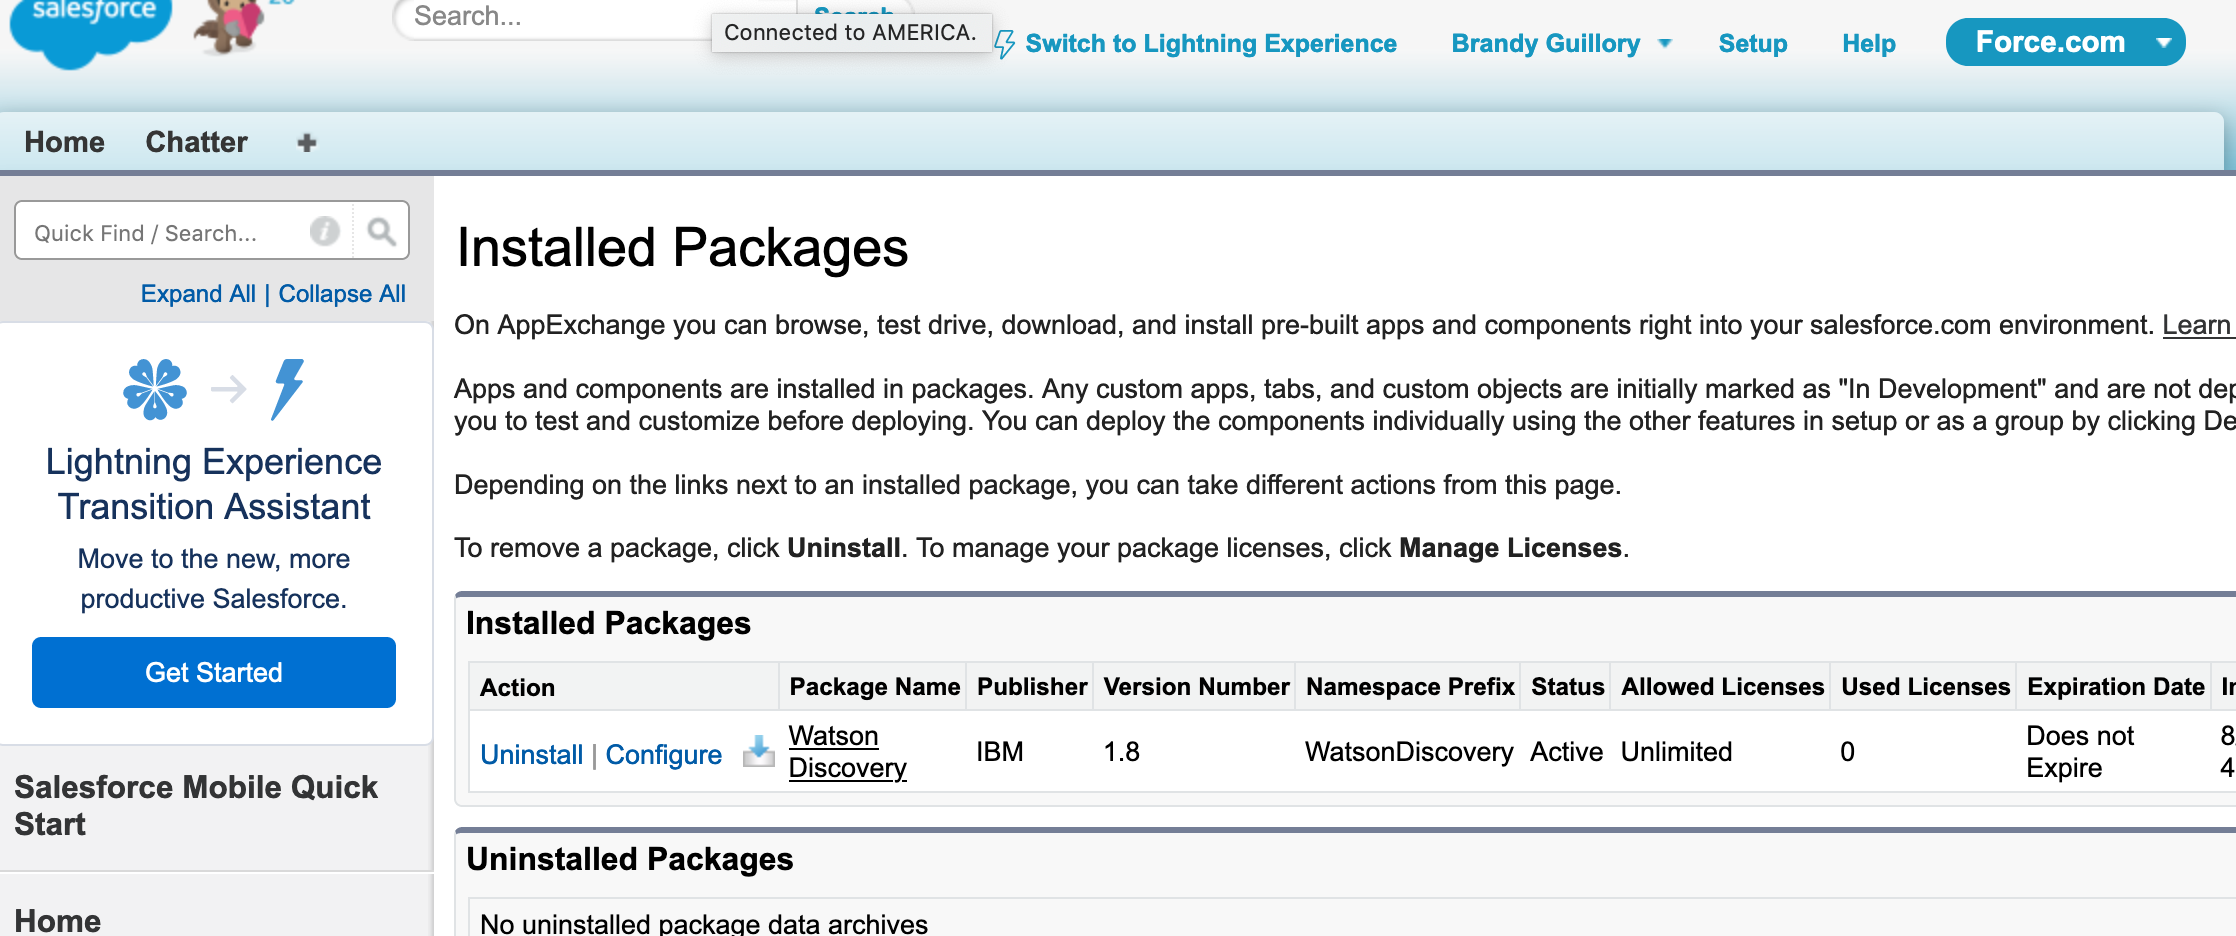 salesforce
Search...
Search
Connected to AMERICA.
Switch to Lightning Experience
Brandy Guillory
Setup
Help
Force.com
Home
Chatter
+
Quick Find / Search...
Expand All | Collapse All
Lightning Experience
Transition Assistant
Move to the new, more
productive Salesforce.
Get Started
Salesforce Mobile Quick
Start
Home
Installed Packages
On AppExchange you can browse, test drive, download, and install pre-built apps and components right into your salesforce.com environment. Learn
Apps and components are installed in packages. Any custom apps, tabs, and custom objects are initially marked as "In Development" and are not dep
you to test and customize before deploying. You can deploy the components individually using the other features in setup or as a group by clicking De
Depending on the links next to an installed package, you can take different actions from this page.
To remove a package, click Uninstall. To manage your package licenses, click Manage Licenses.
Installed Packages
Action Package Name Publisher Version Number Namespace Prefix Status Allowed Licenses Used Licenses Expiration Date
Uninstall | Configure Watson Discovery IBM 1.8 WatsonDiscovery Active Unlimited 0 Does not Expire
Uninstalled Packages
No uninstalled package data archives